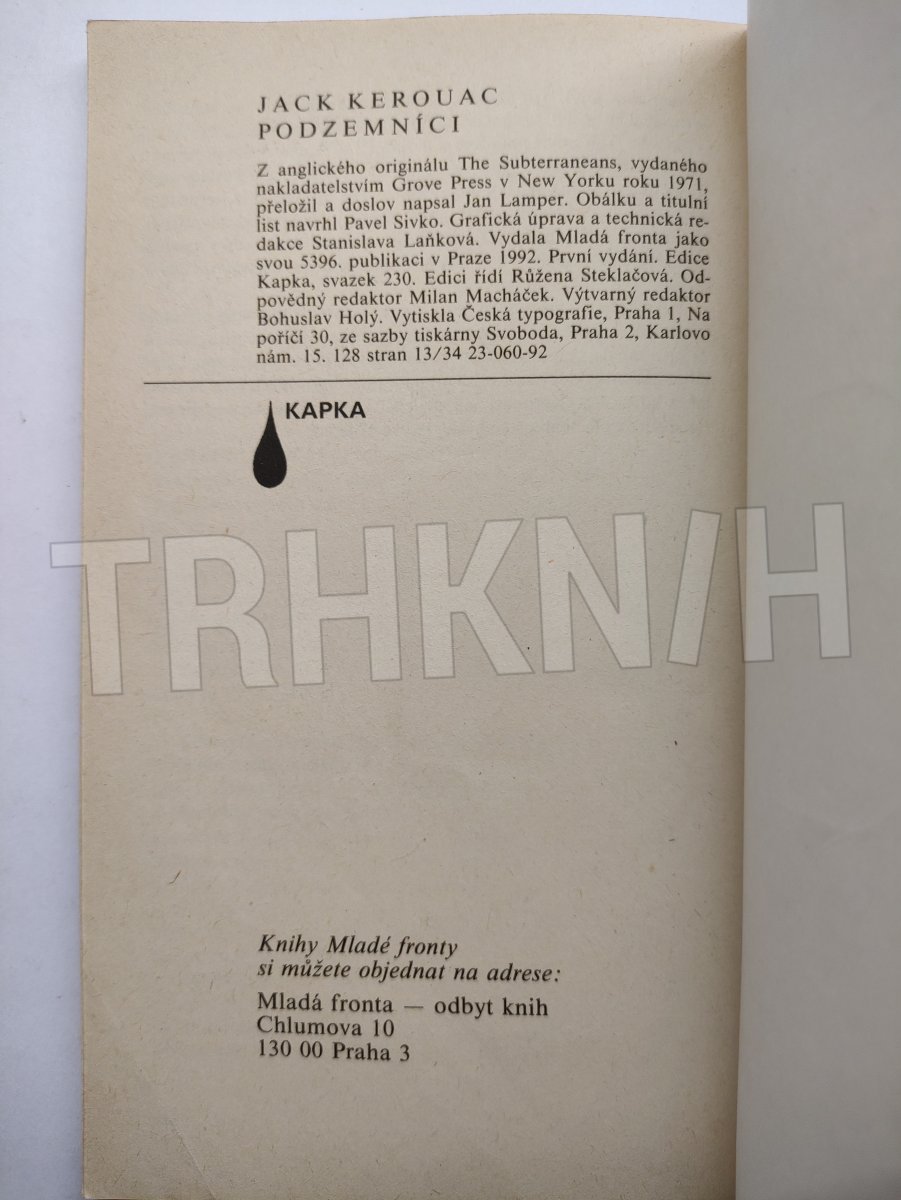 JACK KEROUAC
PODZEMNÍCI
Z anglického originálu The Subterraneans, vydaného
nakladatelstvím Grove Press v New Yorku roku 1971,
přeložil a doslov napsal Jan Lamper. Obálku a titulní
list navrhl Pavel Sivko. Grafická úprava a technická re-
dakce Stanislava Laňková. Vydala Mladá fronta jako
svou 5396. publikaci v Praze 1992. První vydání. Edice
Kapka, svazek 230. Edici řídí Růžena Steklačová. Od-
povědný redaktor Milan Macháček. Výtvarný redaktor
Bohuslav Holý. Vytiskla Česká typografie, Praha 1, Na
poříčí 30, ze sazby tiskárny Svoboda, Praha 2, Karlovo
nám. 15. 128 stran 13/34 23-060-92
KAPKA
TRHKNIH
Knihy Mladé fronty
si můžete objednat na adrese:
Mladá fronta — odbyt knih
Chlumova 10
130 00 Praha 3